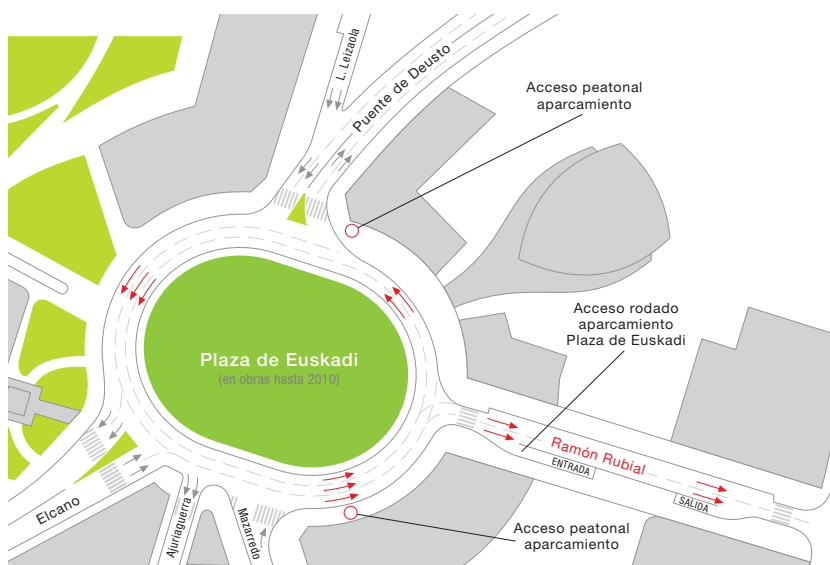 L. Leizaola
Puente de Deusto
Acceso peatonal
aparcamiento
Acceso rodado
aparcamiento
Plaza de Euskadi
Plaza de Euskadi
(en obras hasta 2010)
Ramón Rubial
ENTRADA
SALIDA
Elcano
Ajuriaguerra
Mazarredo
Acceso peatonal
aparcamiento